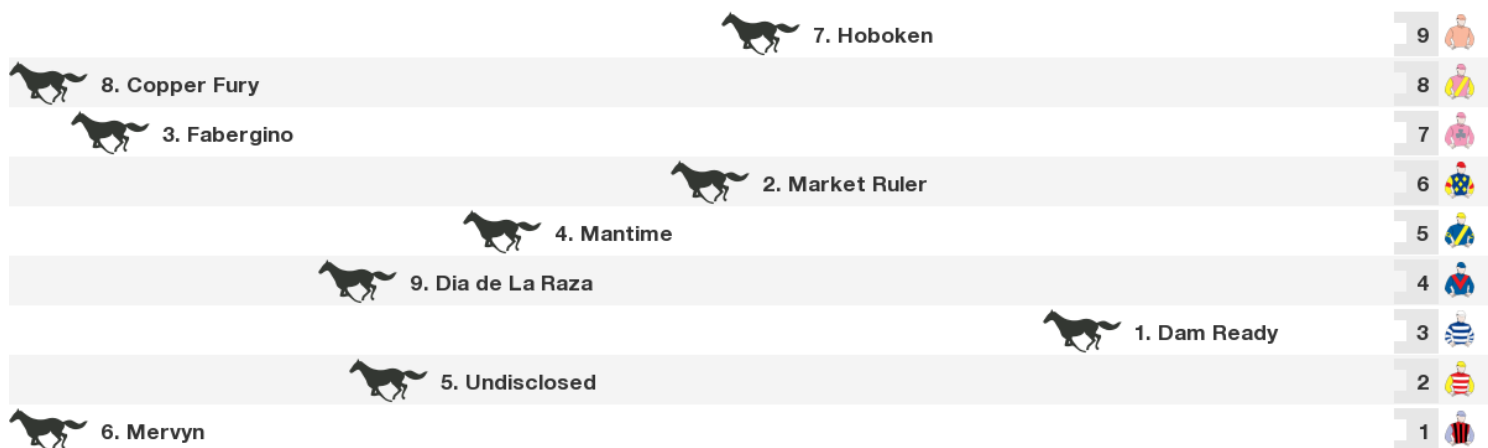 7. Hoboken 9
8. Copper Fury 8
3. Fabergino 7
2. Market Ruler 6
4. Mantime 5
9. Dia de La Raza 4
1. Dam Ready 3
5. Undisclosed 2
6. Mervyn 1